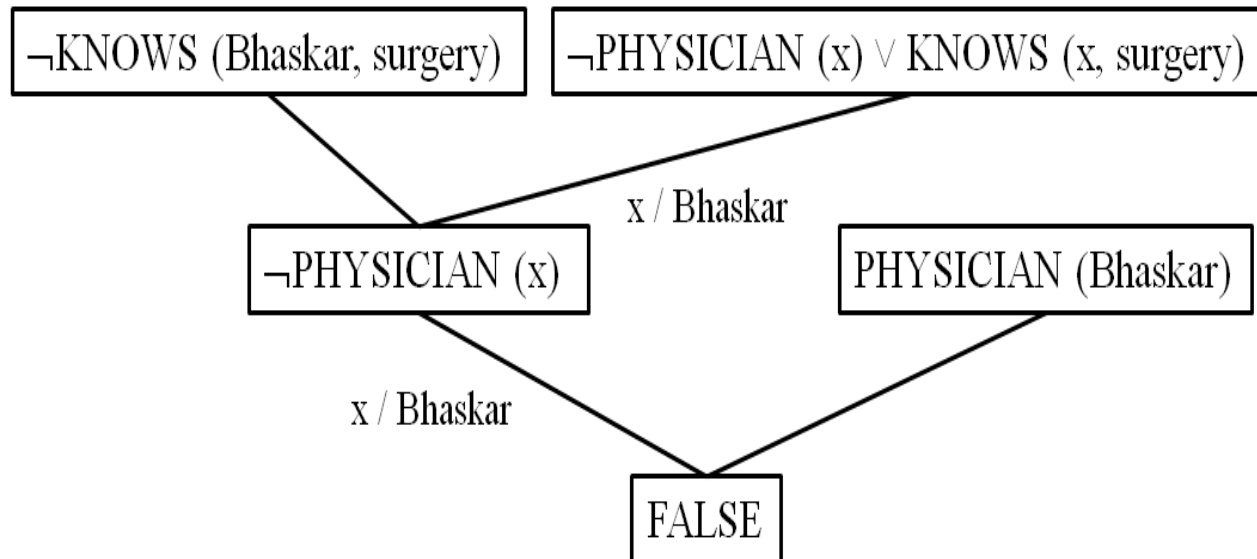 ¬KNOWS (Bhaskar, surgery)
¬PHYSICIAN (x) ∨ KNOWS (x, surgery)
x / Bhaskar
¬PHYSICIAN (x)
PHYSICIAN (Bhaskar)
x / Bhaskar
FALSE